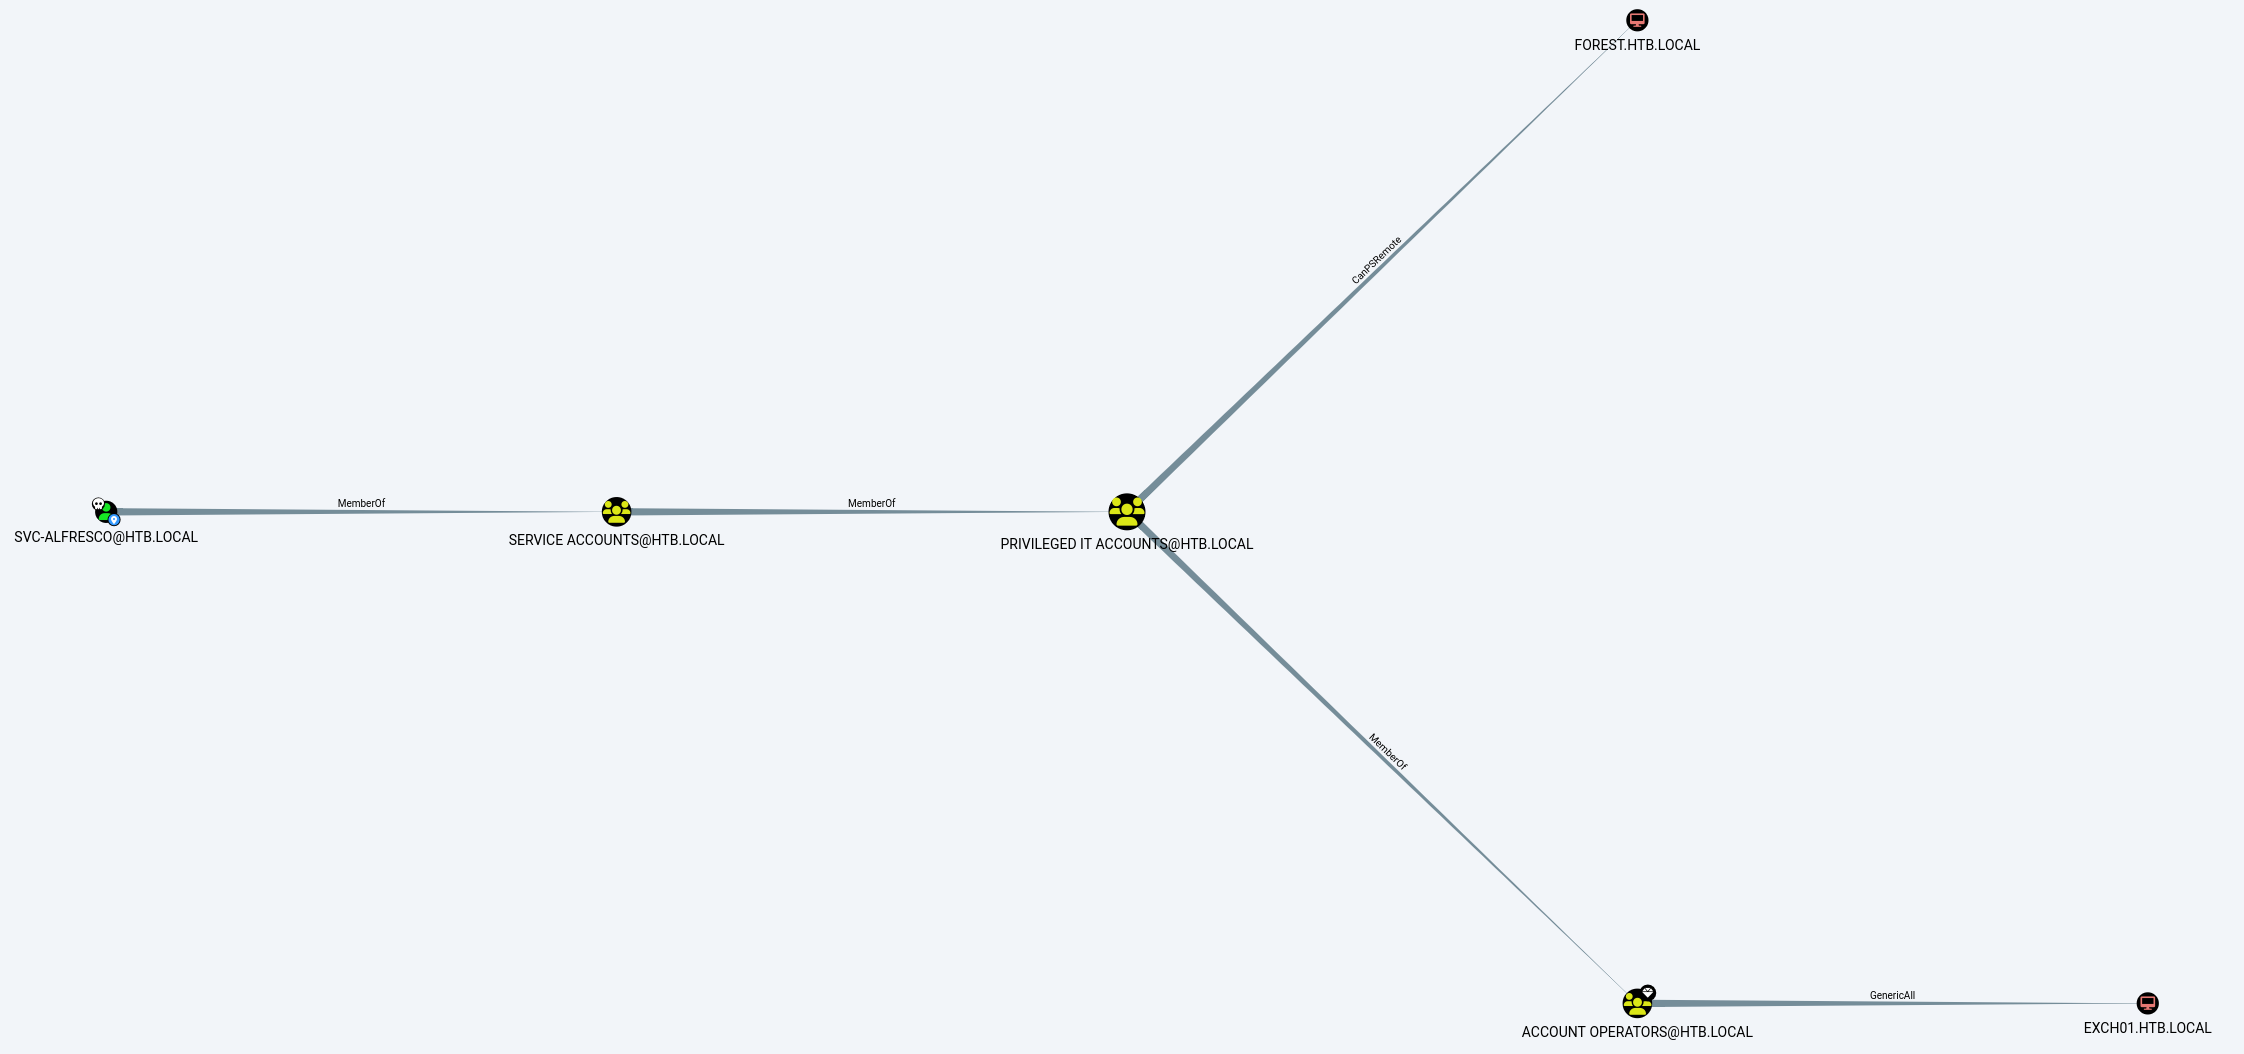 FOREST.HTB.LOCAL
CanPSRemote
MemberOf
MemberOf
SVC-ALFRESCO@HTB.LOCAL
SERVICE ACCOUNTS@HTB.LOCAL
PRIVILEGED IT ACCOUNTS@HTB.LOCAL
MemberOf
GenericAll
ACCOUNT OPERATORS@HTB.LOCAL
EXCH01.HTB.LOCAL